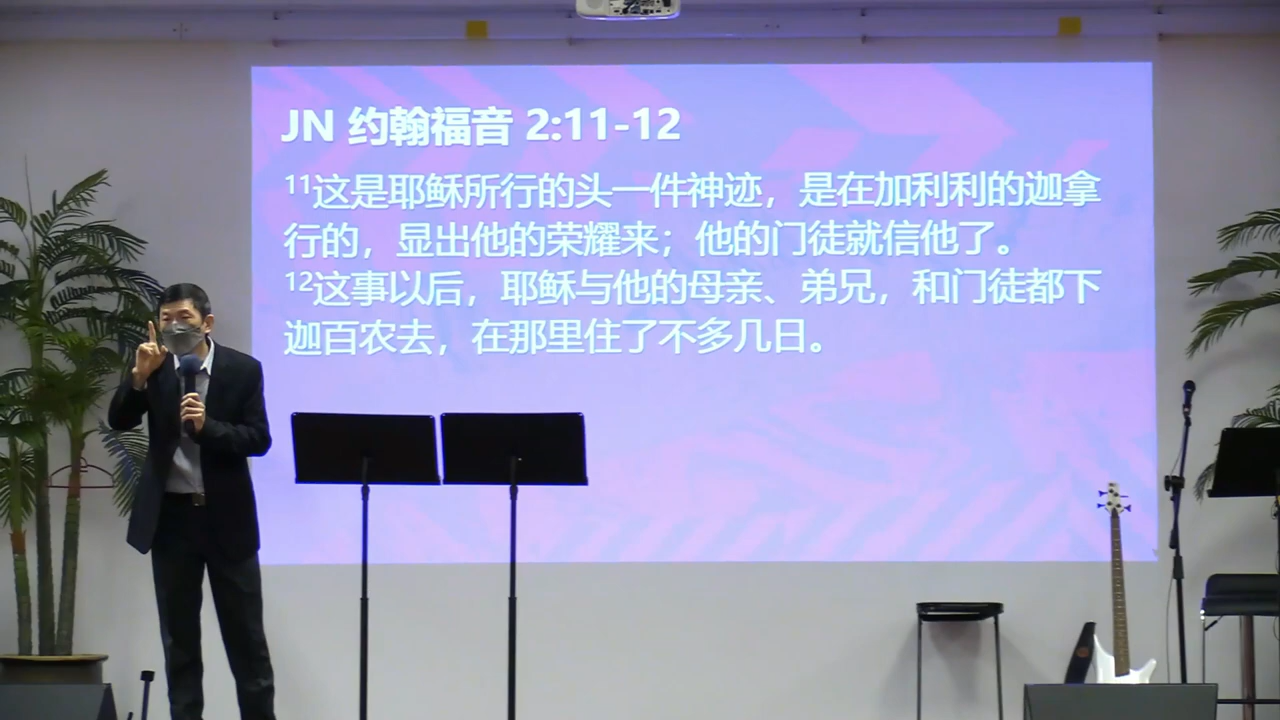 JN 约翰福音 2:11-12
11这是耶稣所行的头一件神迹，是在加利利的迦拿
行的，显出他的荣耀来；他的门徒就信他了。
12这事以后，耶稣与他的母亲、弟兄，和门徒都下
迦百农去，在那里住了不多几日。